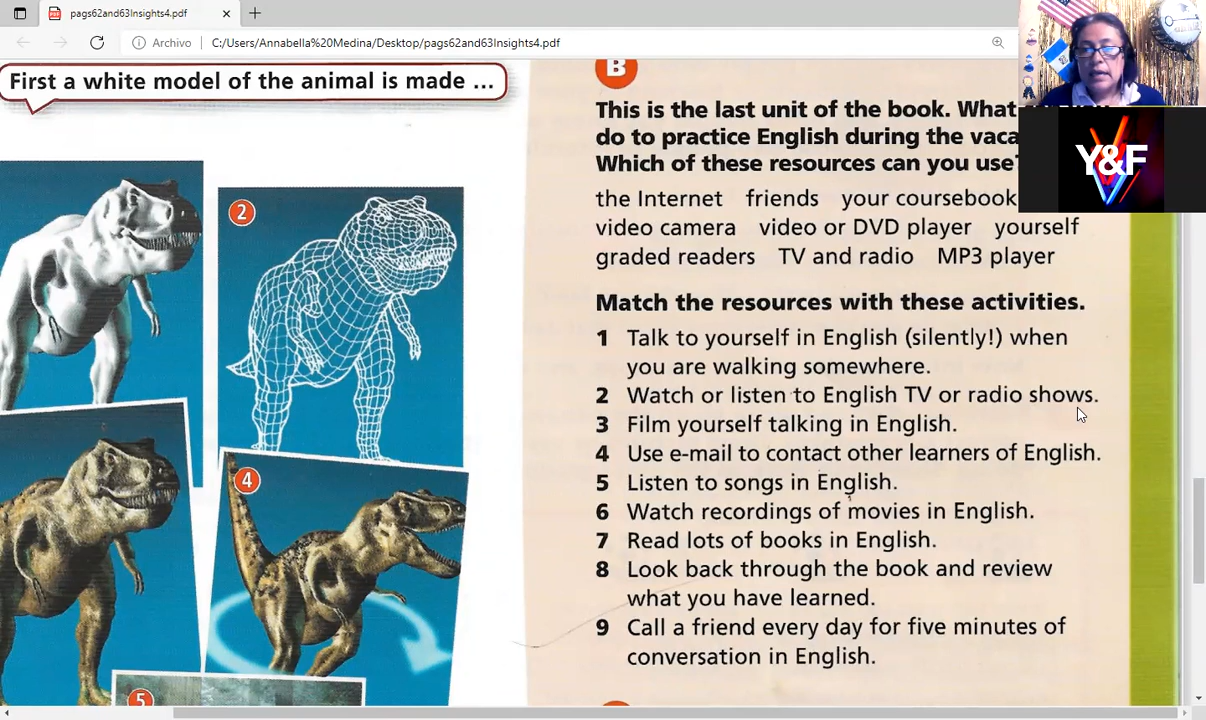 pags62and63Insights4.pdf
Archivo
C:/Users/Annabella%20Medina/Desktop/pags62and63Insights4.pdf
First a white model of the animal is made ...
2
4
5
B
This is the last unit of the book. What
do to practice English during the vaca
Which of these resources can you use?
the Internet friends your coursebook
video camera video or DVD player yourself
graded readers TV and radio MP3 player
Match the resources with these activities.
1 Talk to yourself in English (silently!) when
you are walking somewhere.
2 Watch or listen to English TV or radio shows.
3 Film yourself talking in English.
4 Use e-mail to contact other learners of English.
5 Listen to songs in English.
6 Watch recordings of movies in English.
7 Read lots of books in English.
8 Look back through the book and review
what you have learned.
9 Call a friend every day for five minutes of
conversation in English.
Y&F